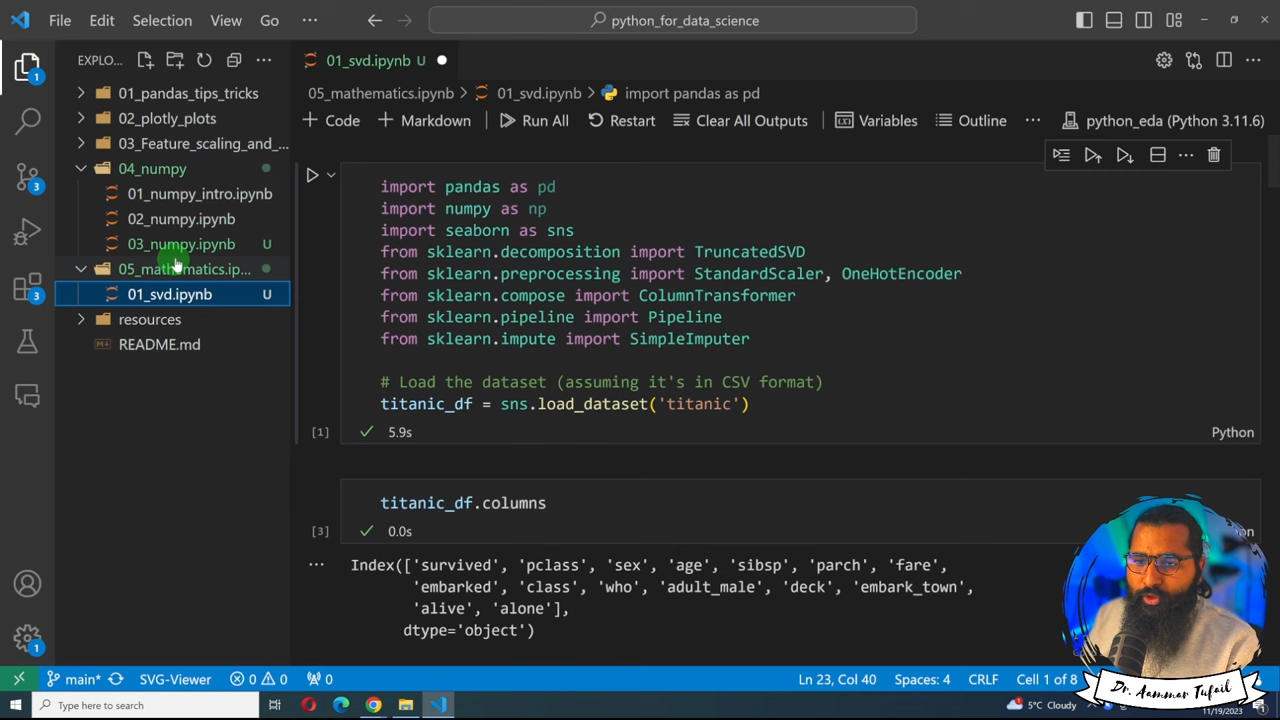 File Edit Selection View Go ··· python_for_data_science
EXPLO... ···
01_svd.ipynb U
01_pandas_tips_tricks
02_plotly_plots
03_Feature_scaling_and_...
04_numpy
01_numpy_intro.ipynb
02_numpy.ipynb
03_numpy.ipynb U
05_mathematics.ip...
01_svd.ipynb U
resources
README.md
1
3
3
1
05_mathematics.ipynb > 01_svd.ipynb > import pandas as pd
+ Code + Markdown Run All Restart Clear All Outputs Variables Outline ··· python_eda (Python 3.11.6)
import pandas as pd
import numpy as np
import seaborn as sns
from sklearn.decomposition import TruncatedSVD
from sklearn.preprocessing import StandardScaler, OneHotEncoder
from sklearn.compose import ColumnTransformer
from sklearn.pipeline import Pipeline
from sklearn.impute import SimpleImputer
# Load the dataset (assuming it's in CSV format)
titanic_df = sns.load_dataset('titanic')
[1] 5.9s Python
titanic_df.columns
[3] 0.0s
··· Index(['survived', 'pclass', 'sex', 'age', 'sibsp', 'parch', 'fare',
'embarked', 'class', 'who', 'adult_male', 'deck', 'embark_town',
'alive', 'alone'],
dtype='object')
main* SVG-Viewer 0 0 0 Ln 23, Col 40 Spaces: 4 CRLF Cell 1 of 8
Dr. Aammar Tufail
Type here to search 5°C Cloudy 11/19/2023